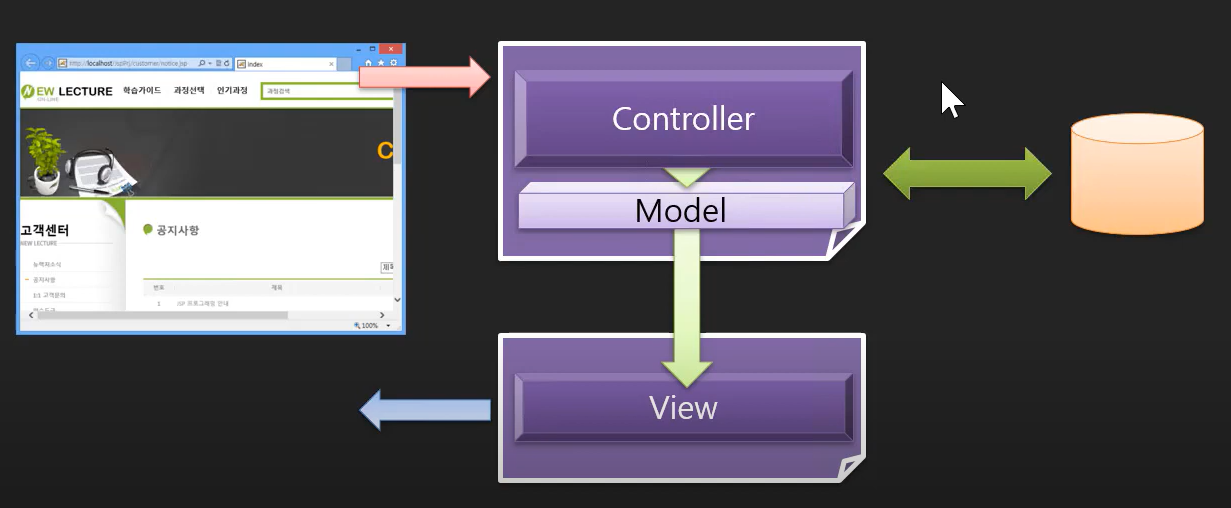 http://localhost/jspPrj/customer/notice.jsp
index
NEW LECTURE
ON-LINE
학습가이드 과정선택 인기과정
과정검색
C
고객센터
NEW LECTURE
뉴렉처소식
공지사항
1:1 고객문의
공지사항
제목
번호 제목
1 JSP 프로그래밍 안내
100%
Controller
Model
View